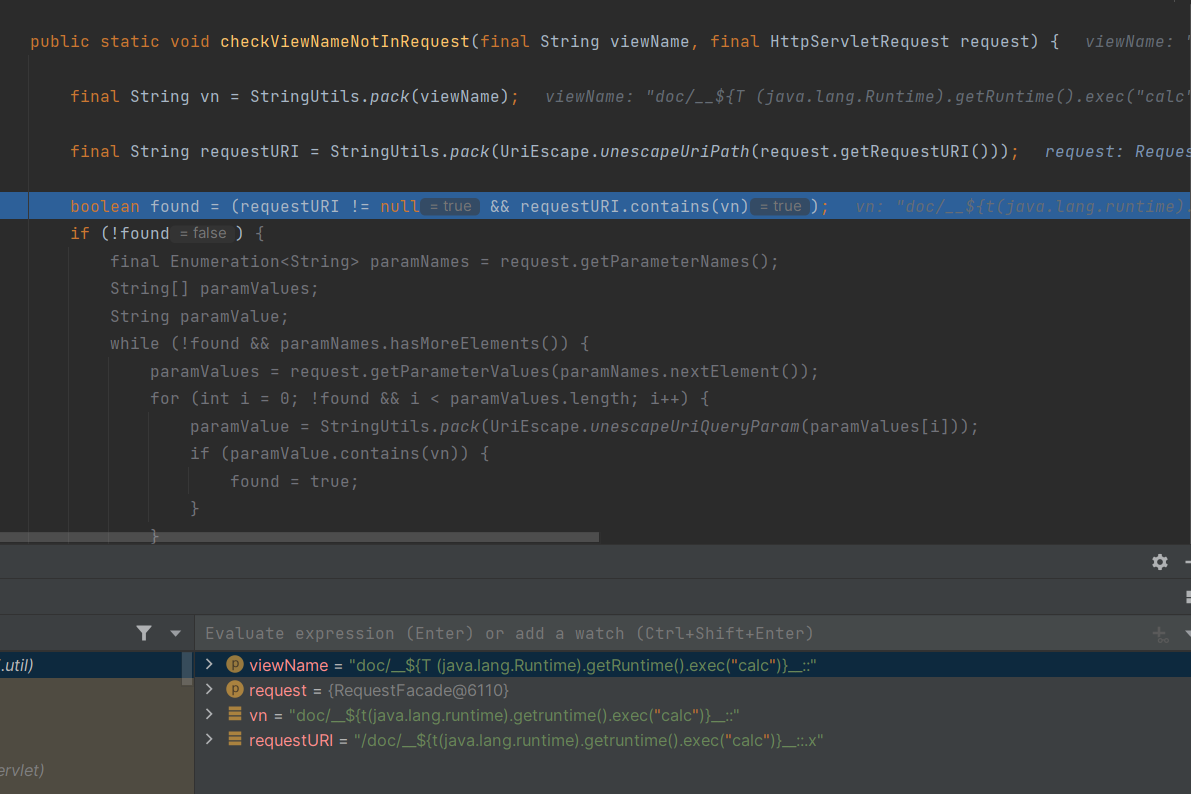 public static void checkViewNameNotInRequest(final String viewName, final HttpServletRequest request) { viewName: "
final String vn = StringUtils.pack(viewName); viewName: "doc/__${T (java.lang.Runtime).getRuntime().exec("calc"
final String requestURI = StringUtils.pack(UriEscape.unescapeUriPath(request.getRequestURI())); request: Reques
boolean found = (requestURI != null = true && requestURI.contains(vn) = true ); vn: "doc/__${t(java.lang.runtime).
if (!found = false ) {
final Enumeration<String> paramNames = request.getParameterNames();
String[] paramValues;
String paramValue;
while (!found && paramNames.hasMoreElements()) {
paramValues = request.getParameterValues(paramNames.nextElement());
for (int i = 0; !found && i < paramValues.length; i++) {
paramValue = StringUtils.pack(UriEscape.unescapeUriQueryParam(paramValues[i]));
if (paramValue.contains(vn)) {
found = true;
}
}
Evaluate expression (Enter) or add a watch (Ctrl+Shift+Enter)
.util)
viewName = "doc/__${T (java.lang.Runtime).getRuntime().exec("calc")}__::"
request = {RequestFacade@6110}
vn = "doc/__${t(java.lang.runtime).getruntime().exec("calc")}__::"
requestURI = "/doc/__${t(java.lang.runtime).getruntime().exec("calc")}__::.x"
ervlet)